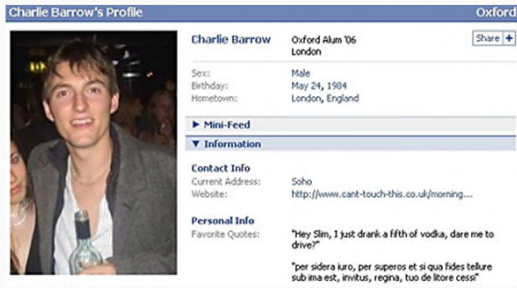 Charlie Barrow's Profile
Oxford
Charlie Barrow
Oxford Alum '06
London
Share +
Sex: Male
Birthday: May 24, 1984
Hometown: London, England
▶ Mini-Feed
▼ Information
Contact Info
Current Address: Soho
Website: http://www.cant-touch-this.co.uk/morning...
Personal Info
Favorite Quotes: "Hey Slim, I just drank a fifth of vodka, dare me to
drive?"
"per sidera iuro, per superos et si qua fides tellure
sub ima est, invitus, regina, tuo de litore cessi"